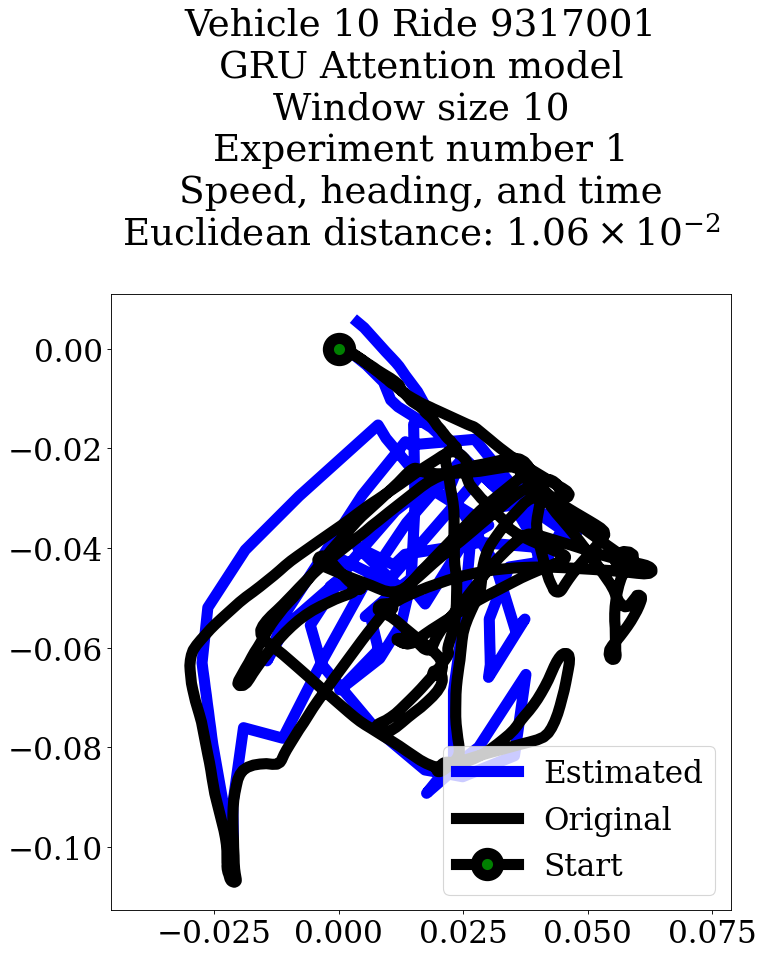 Vehicle 10 Ride 9317001
GRU Attention model
Window size 10
Experiment number 1
Speed, heading, and time
Euclidean distance: 1.06 × 10⁻²
0.00
−0.02
−0.04
−0.06
−0.08
−0.10
Estimated
Original
Start
−0.025 0.000 0.025 0.050 0.075